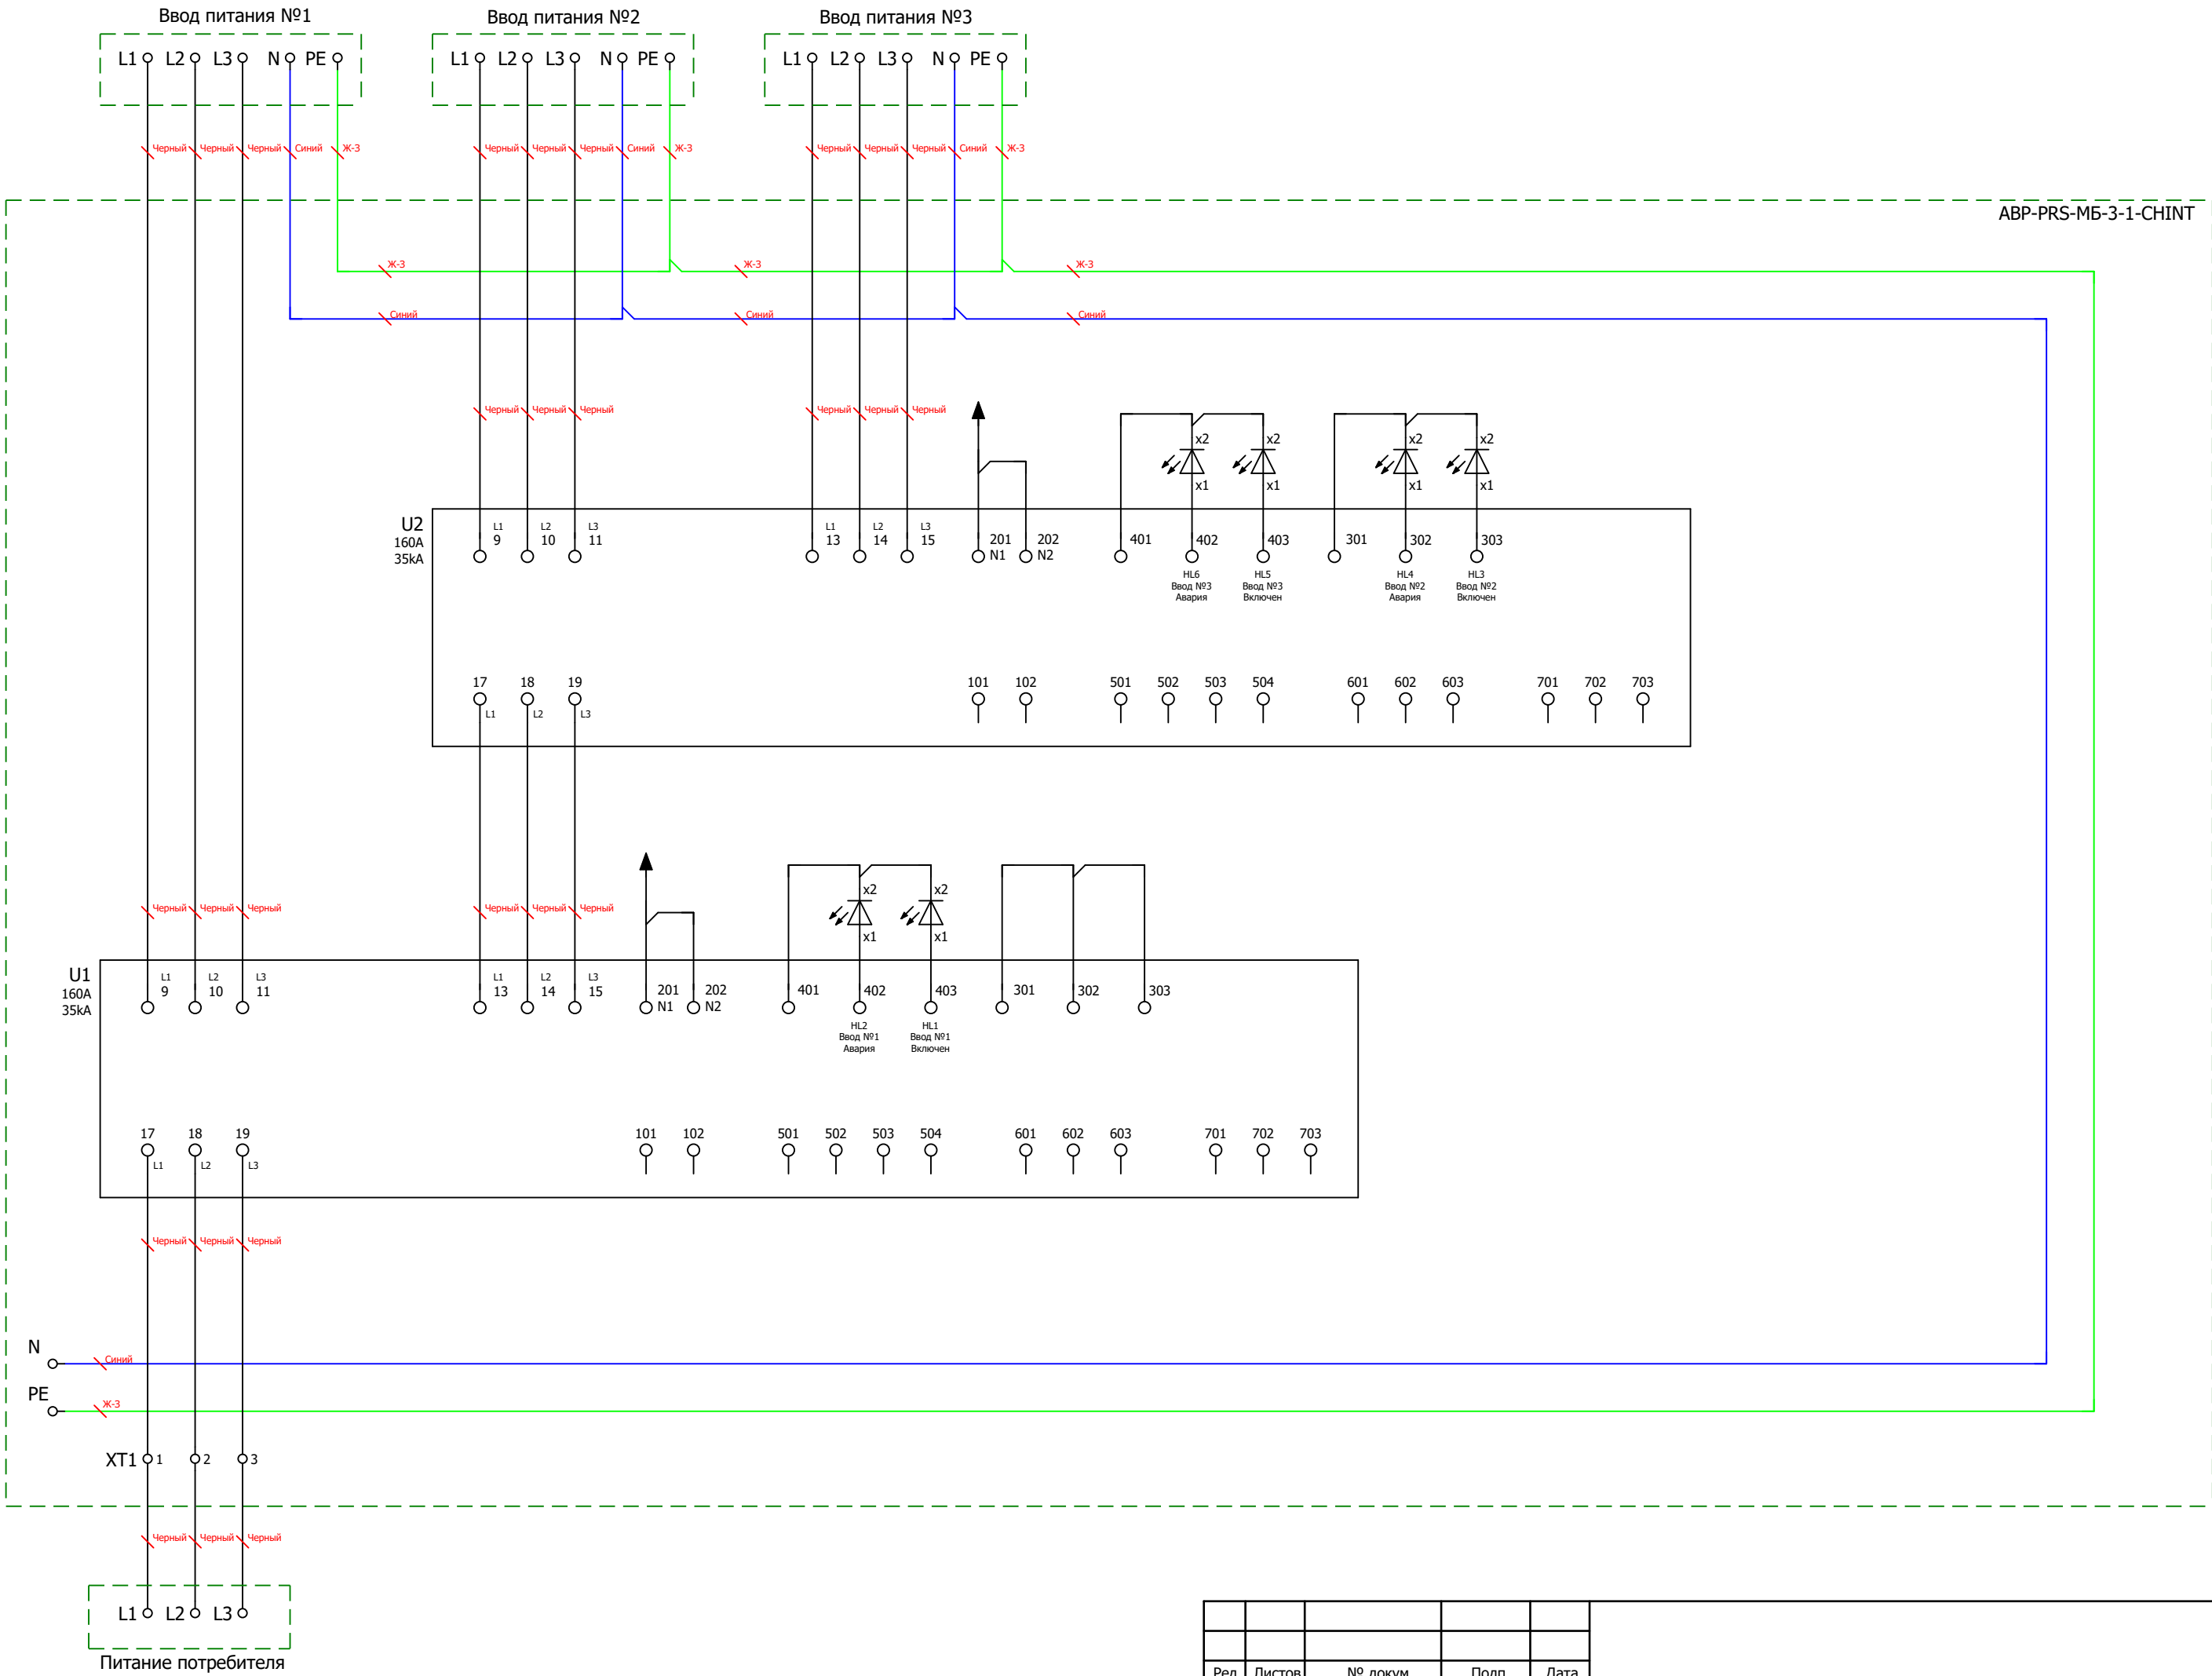 Ввод питания №1 Ввод питания №2 Ввод питания №3
L1 L2 L3 N PE L1 L2 L3 N PE L1 L2 L3 N PE
Черный Черный Черный Синий Ж-З Черный Черный Черный Синий Ж-З Черный Черный Черный Синий Ж-З
АВР-PRS-МБ-3-1-CHINT
Ж-З Ж-З Ж-З
Синий Синий Синий
Черный Черный Черный Черный Черный Черный
x2 x2 x2 x2
x1 x1 x1 x1
U2
160A
35kA
L1 L2 L3 L1 L2 L3
9 10 11 13 14 15 201 202 401 402 403 301 302 303
N1 N2
HL6 HL5 HL4 HL3
Ввод №3 Ввод №3 Ввод №2 Ввод №2
Авария Включен Авария Включен
17 18 19 101 102 501 502 503 504 601 602 603 701 702 703
L1 L2 L3
x2 x2
Черный Черный Черный Черный Черный Черный
x1 x1
U1
160A
35kA
L1 L2 L3 L1 L2 L3
9 10 11 13 14 15 201 202 401 402 403 301 302 303
N1 N2
HL2 HL1
Ввод №1 Ввод №1
Авария Включен
17 18 19 101 102 501 502 503 504 601 602 603 701 702 703
L1 L2 L3
Черный Черный Черный
N
Синий
PE
Ж-З
XT1 1 2 3
Черный Черный Черный
L1 L2 L3
Питание потребителя
Ред Листов № докум Подп Дата